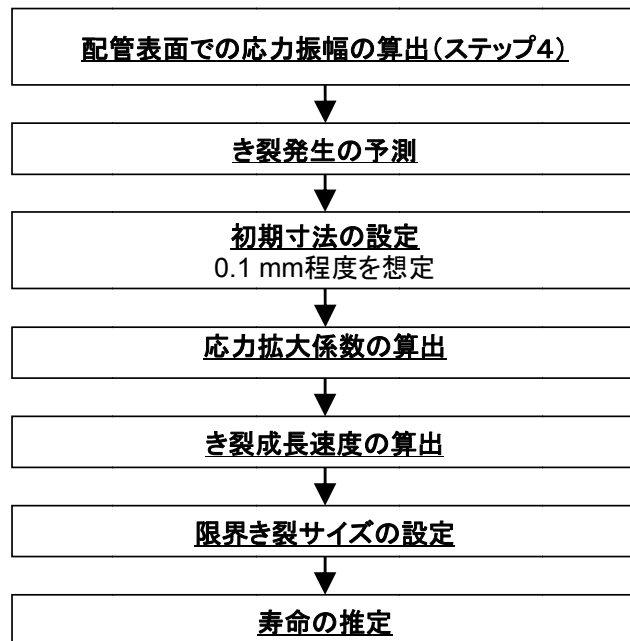 配管表面での応力振幅の算出（ステップ４）
き裂発生の予測
初期寸法の設定
0.1 mm程度を想定
応力拡大係数の算出
き裂成長速度の算出
限界き裂サイズの設定
寿命の推定